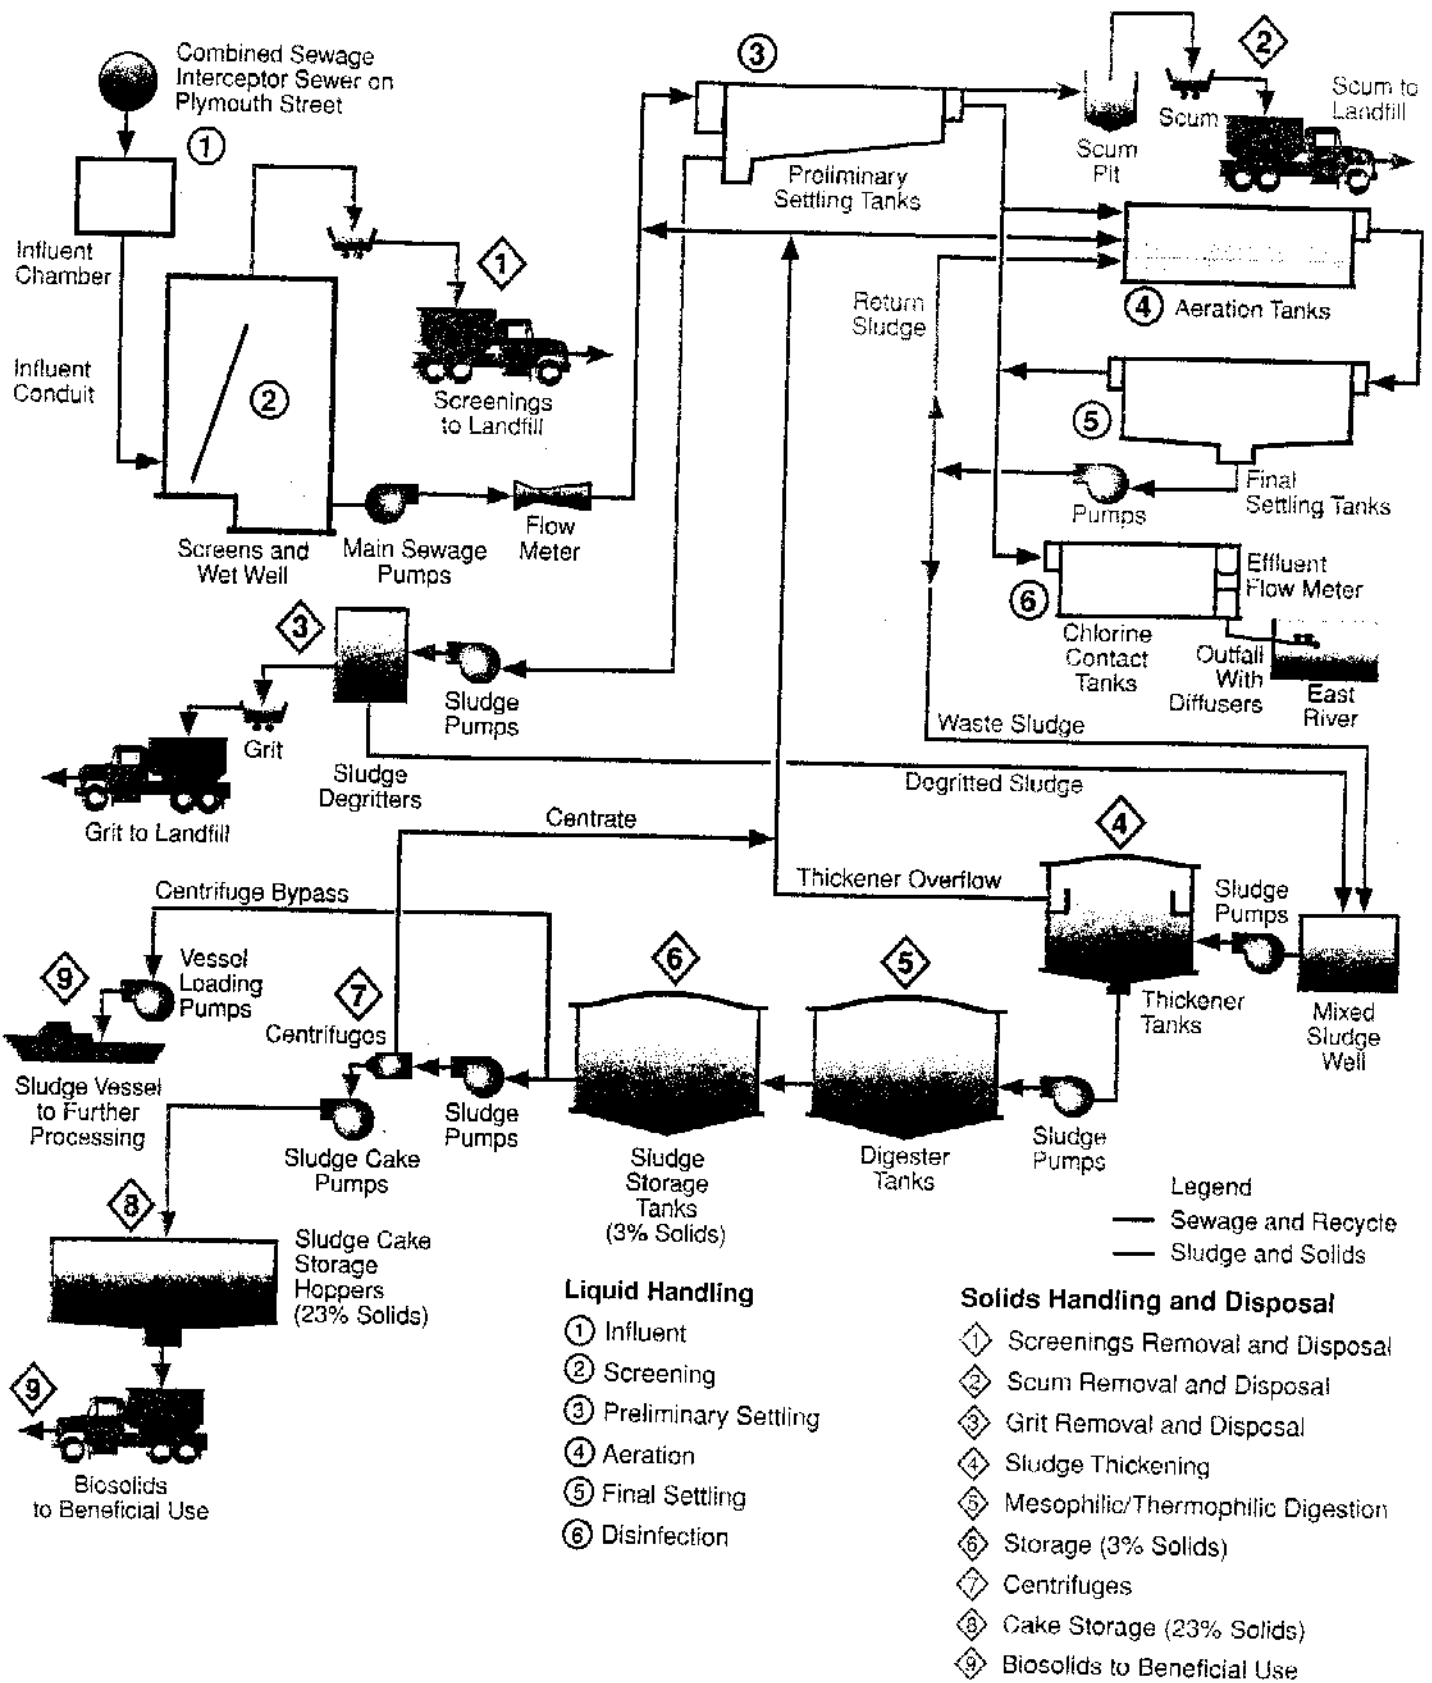 Combined Sewage
Interceptor Sewer on
Plymouth Street
1
Influent
Chamber
Influent
Conduit
2
Screens and
Wet Well
1
Screenings
to Landfill
Main Sewage
Pumps
Flow
Meter
3
Preliminary
Settling Tanks
Scum
Pit
Scum
2
Scum to
Landfill
4
Aeration Tanks
Return
Sludge
5
Final
Settling Tanks
Pumps
6
Chlorine
Contact
Tanks
Effluent
Flow Meter
Outfall
With
Diffusers
East
River
3
Sludge
Pumps
Grit
Sludge
Degritters
Grit to Landfill
Waste Sludge
Degritted Sludge
Centrate
Thickener Overflow
4
Sludge
Pumps
Thickener
Tanks
Mixed
Sludge
Well
Centrifuge Bypass
9
Vessel
Loading
Pumps
Sludge Vessel
to Further
Processing
7
Centrifuges
Sludge Cake
Pumps
Sludge
Pumps
6
Sludge
Storage
Tanks
(3% Solids)
5
Digester
Tanks
Sludge
Pumps
8
Sludge Cake
Storage
Hoppers
(23% Solids)
9
Biosolids
to Beneficial Use
Legend
Sewage and Recycle
Sludge and Solids
Liquid Handling
1 Influent
2 Screening
3 Preliminary Settling
4 Aeration
5 Final Settling
6 Disinfection
Solids Handling and Disposal
1 Screenings Removal and Disposal
2 Scum Removal and Disposal
3 Grit Removal and Disposal
4 Sludge Thickening
5 Mesophilic/Thermophilic Digestion
6 Storage (3% Solids)
7 Centrifuges
8 Cake Storage (23% Solids)
9 Biosolids to Beneficial Use